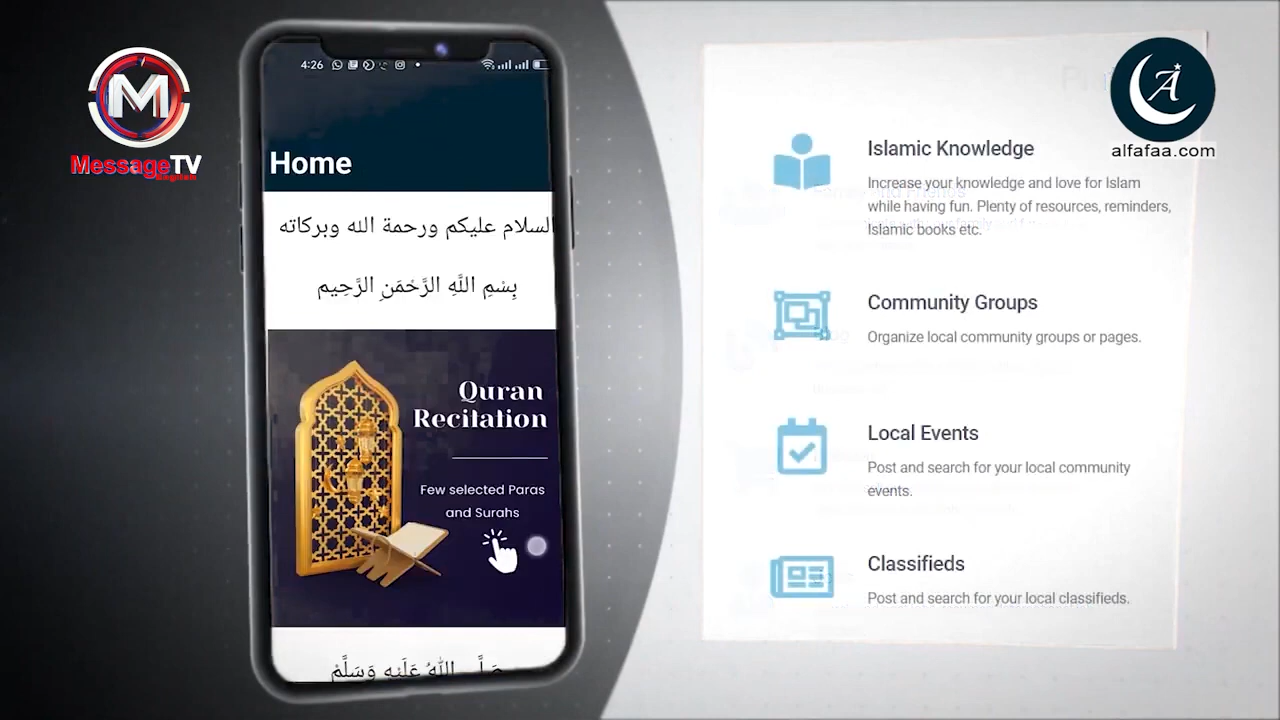 MessageTV
4:26
Home
السلام عليكم ورحمة الله وبركاته
بِسْمِ اللَّهِ الرَّحْمَنِ الرَّحِيم
Quran
Recitation
Few selected Paras
and Surahs
اللّٰهُ عَلَيْهِ وَسَلَّمْ
A
alfafaa.com
Islamic Knowledge
Increase your knowledge and love for Islam
while having fun. Plenty of resources, reminders,
Islamic books etc.
Community Groups
Organize local community groups or pages.
Local Events
Post and search for your local community
events.
Classifieds
Post and search for your local classifieds.